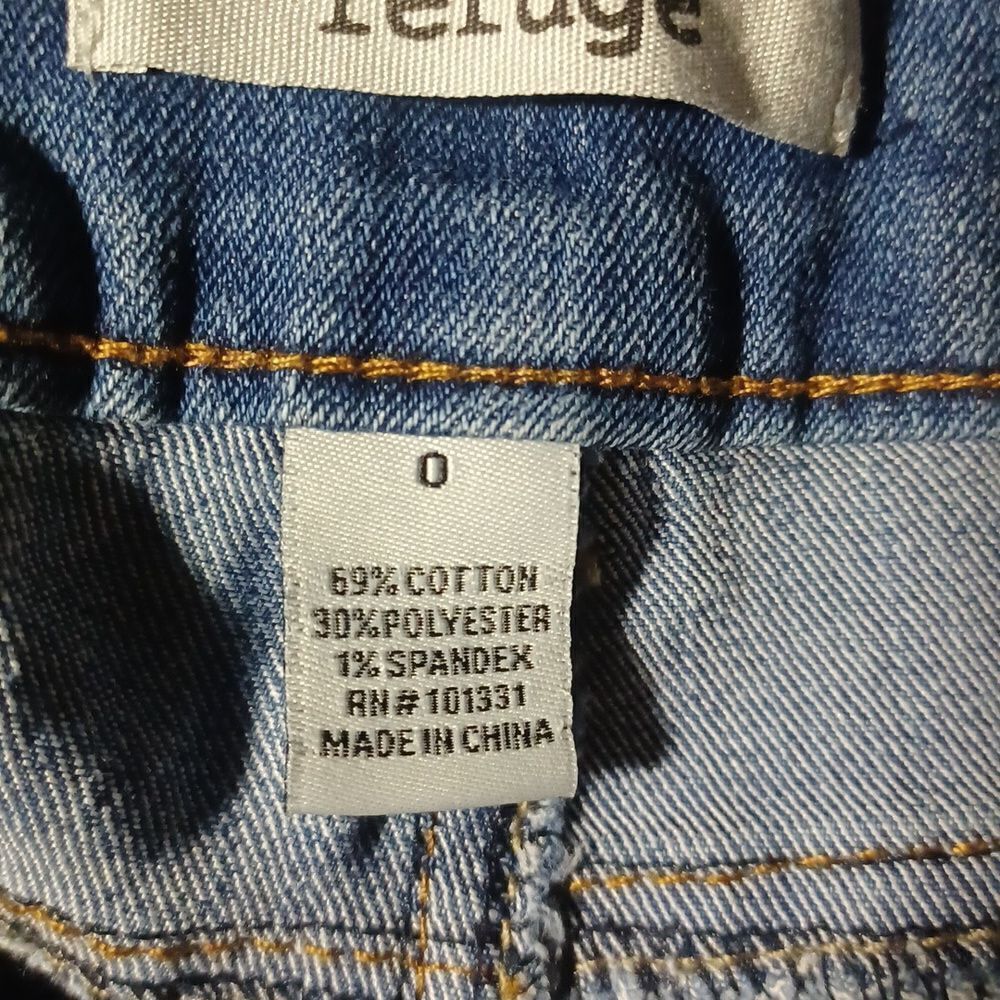 refuge
0
69% COTTON
30% POLYESTER
1% SPANDEX
RN# 101331
MADE IN CHINA